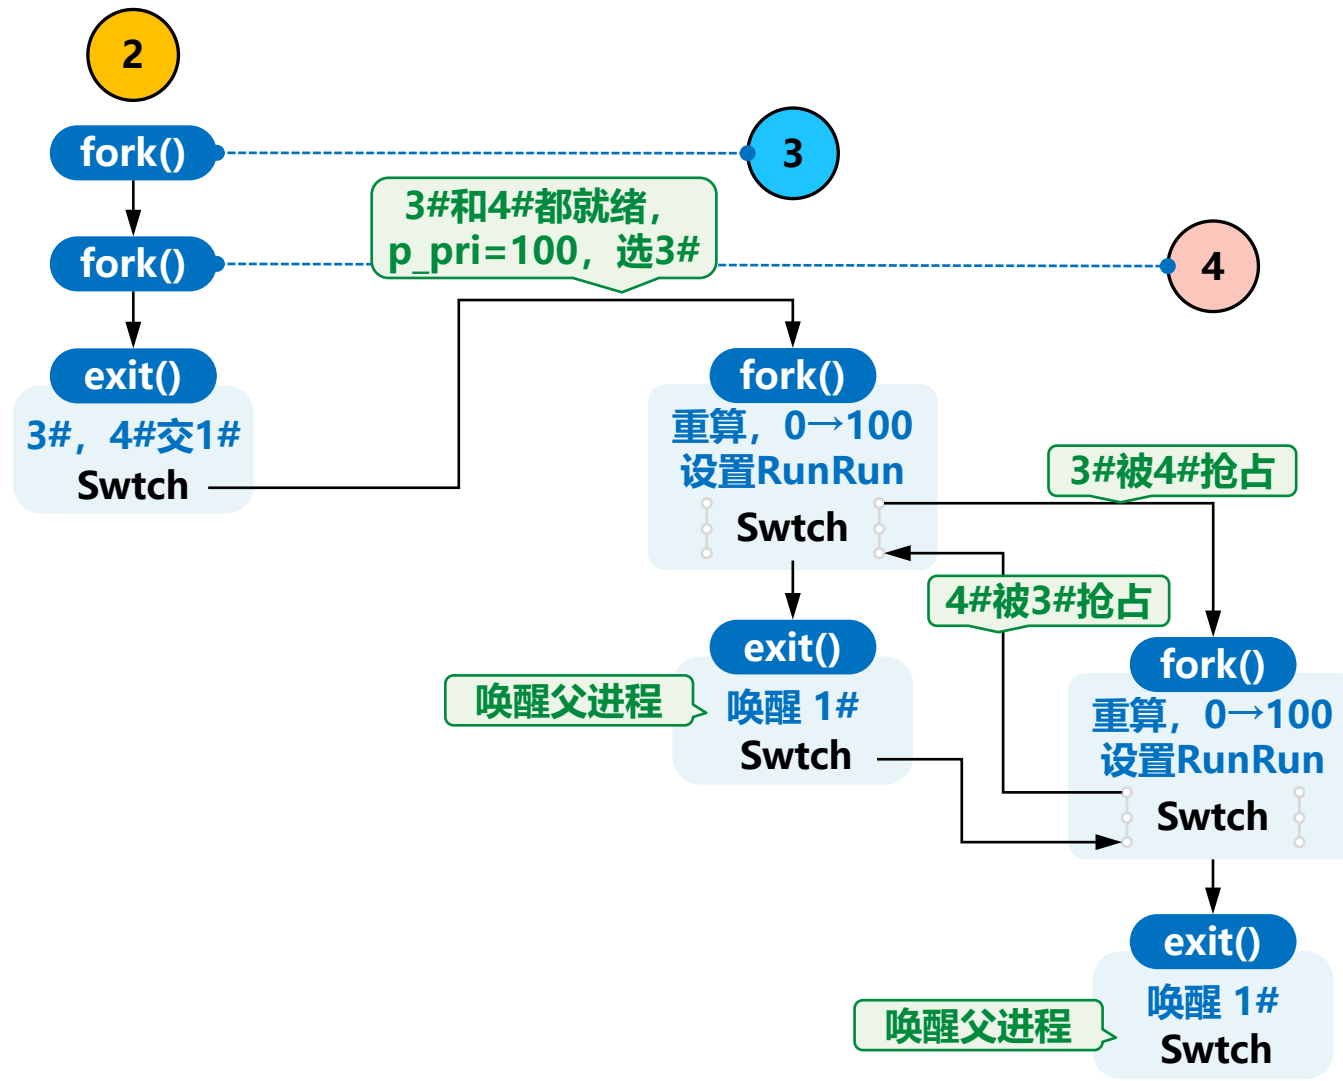 2
fork()
3
3#和4#都就绪，
p_pri=100，选3#
fork()
4
exit()
3#，4#交1#
Swtch
fork()
重算，0→100
设置RunRun
Swtch
3#被4#抢占
4#被3#抢占
exit()
唤醒父进程
唤醒 1#
Swtch
fork()
重算，0→100
设置RunRun
Swtch
exit()
唤醒父进程
唤醒 1#
Swtch